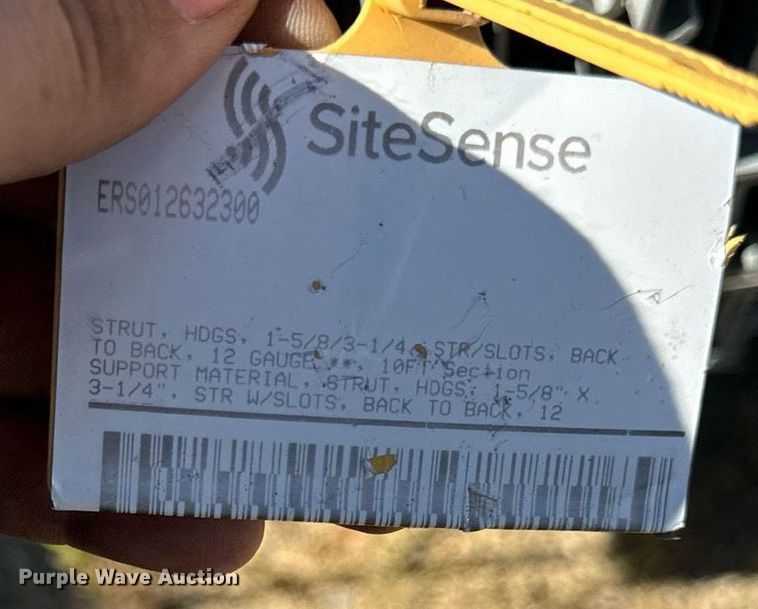 SiteSense
ERS012632300
STRUT, HDGS, 1-5/8/3-1/4, STR/SLOTS, BACK
TO BACK, 12 GAUGE **, 10FT Section
SUPPORT MATERIAL, STRUT, HDGS, 1-5/8" X
3-1/4", STR W/SLOTS, BACK TO BACK, 12
Purple Wave Auction